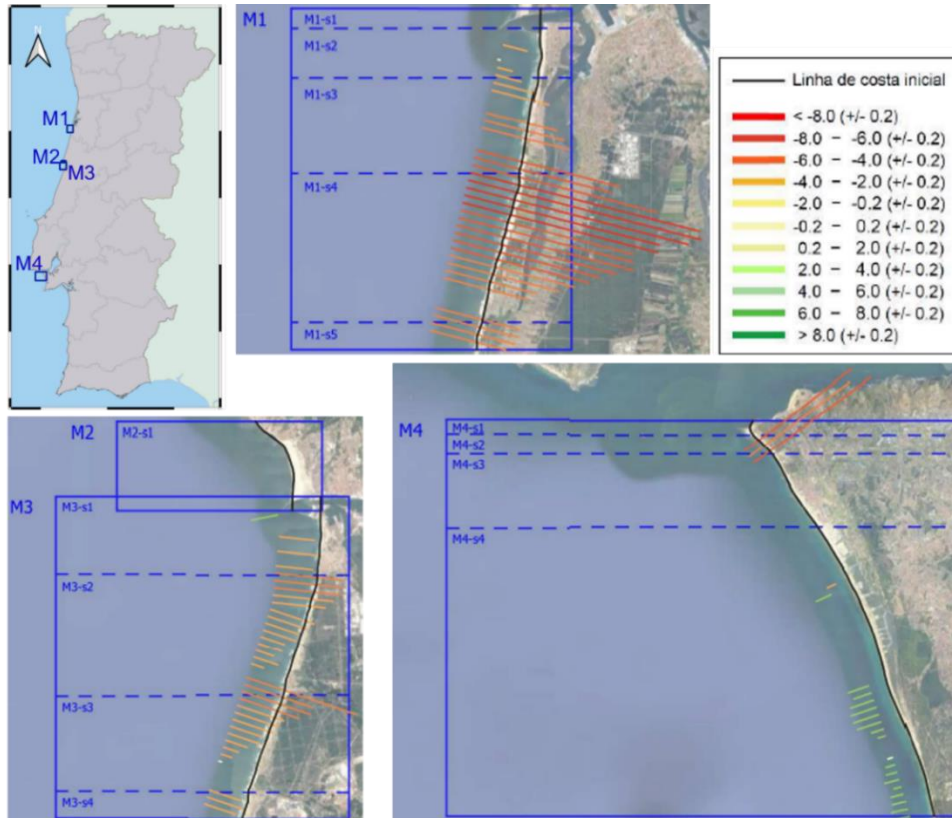 N
M1
M2
M3
M4
M1
M1-s1
M1-s2
M1-s3
M1-s4
M1-s5
Linha de costa inicial
< -8.0 (+/- 0.2)
-8.0 - -6.0 (+/- 0.2)
-6.0 - -4.0 (+/- 0.2)
-4.0 - -2.0 (+/- 0.2)
-2.0 - -0.2 (+/- 0.2)
-0.2 - 0.2 (+/- 0.2)
0.2 - 2.0 (+/- 0.2)
2.0 - 4.0 (+/- 0.2)
4.0 - 6.0 (+/- 0.2)
6.0 - 8.0 (+/- 0.2)
> 8.0 (+/- 0.2)
M2
M2-s1
M3
M3-s1
M3-s2
M3-s3
M3-s4
M4
M4-s1
M4-s2
M4-s3
M4-s4